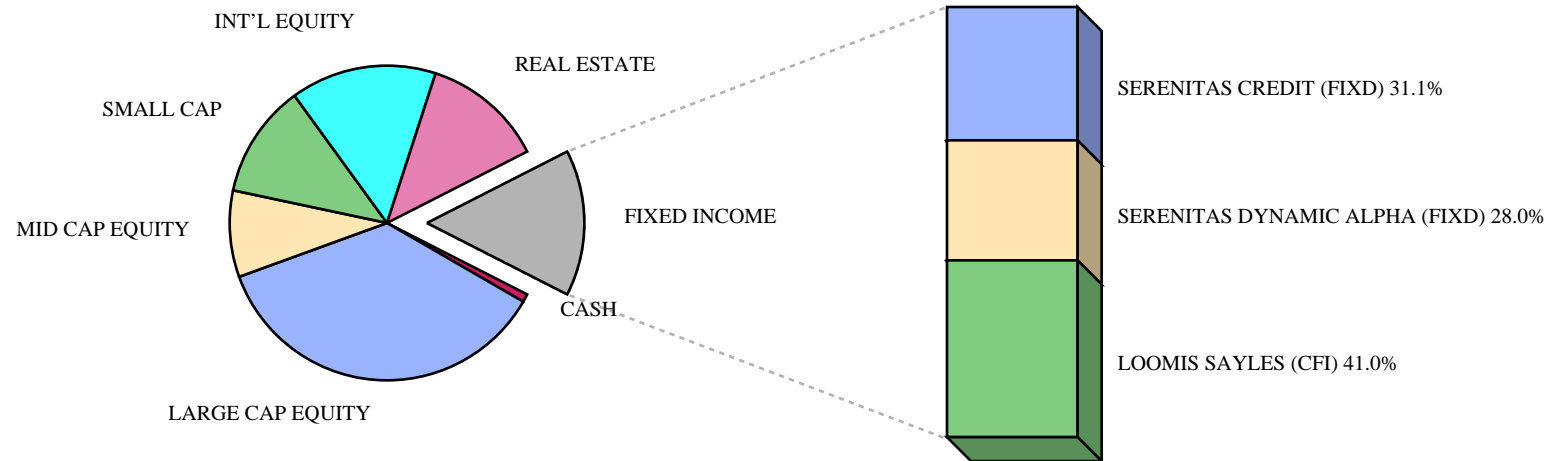 INT'L EQUITY
REAL ESTATE
SMALL CAP
MID CAP EQUITY
FIXED INCOME
CASH
LARGE CAP EQUITY
SERENITAS CREDIT (FIXD) 31.1%
SERENITAS DYNAMIC ALPHA (FIXD) 28.0%
LOOMIS SAYLES (CFI) 41.0%